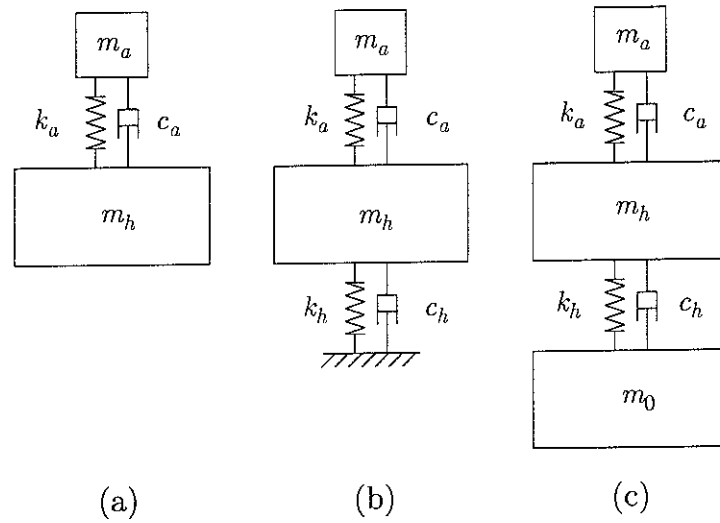 m_a m_a m_a
k_a c_a k_a c_a k_a c_a
m_h m_h m_h
k_h c_h k_h c_h
m_0
(a) (b) (c)